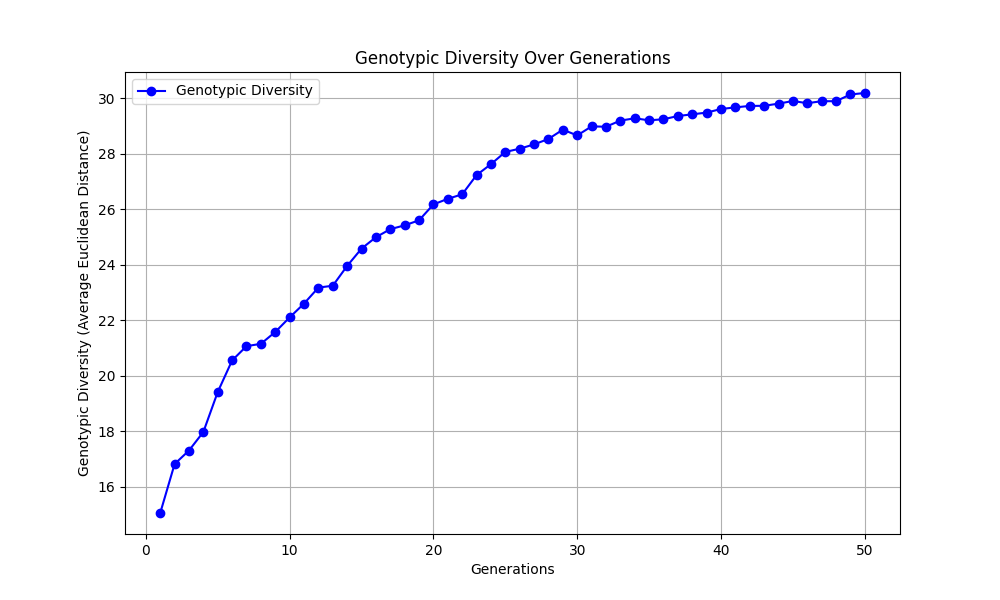 Genotypic Diversity Over Generations
Genotypic Diversity
Genotypic Diversity (Average Euclidean Distance)
30
28
26
24
22
20
18
16
0 10 20 30 40 50
Generations